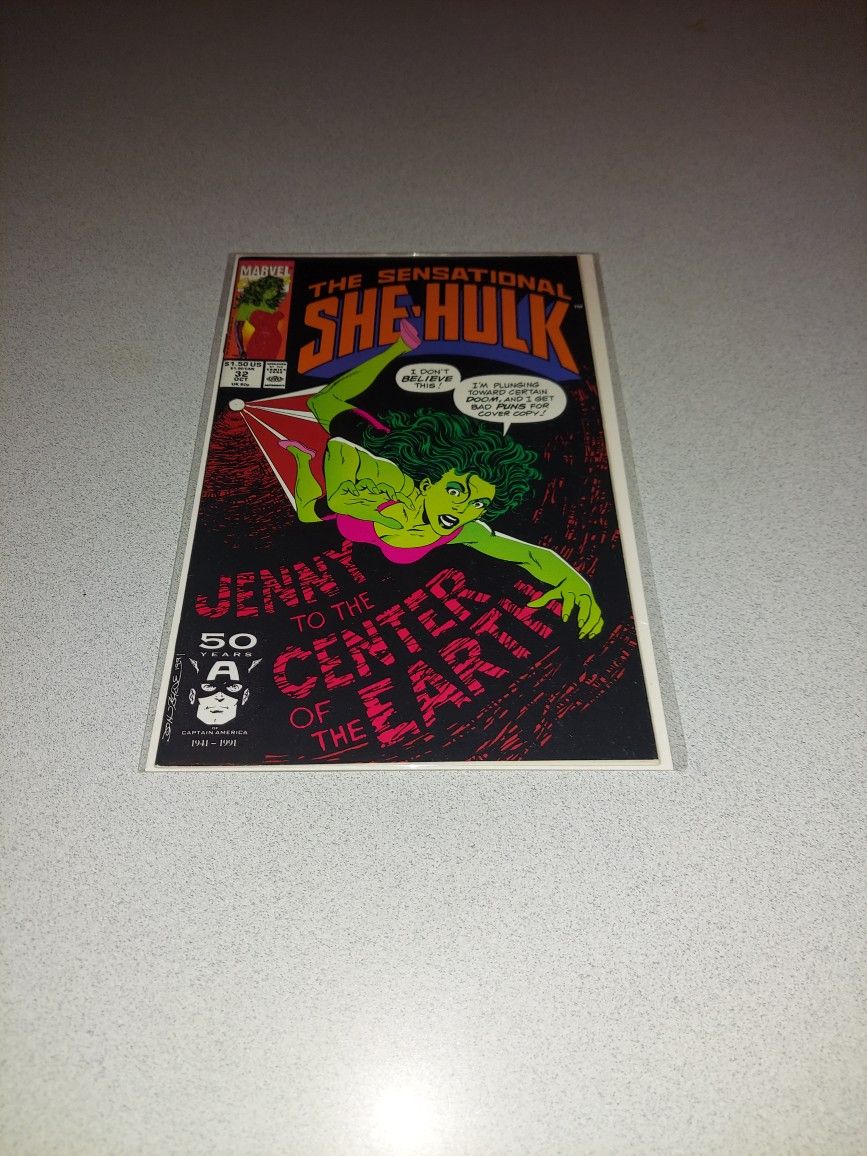 MARVEL
THE SENSATIONAL
SHE-HULK
$1.50 US
32
OCT
I DON'T
BELIEVE
THIS!
I'M PLUNGING
TOWARD CERTAIN
DOOM, AND I GET
BAD PUNS FOR
COVER COPY!
JENNY
TO THE
CENTER
OF
THE
EARTH
50
YEARS
A
OF
CAPTAIN AMERICA
1941 – 1991